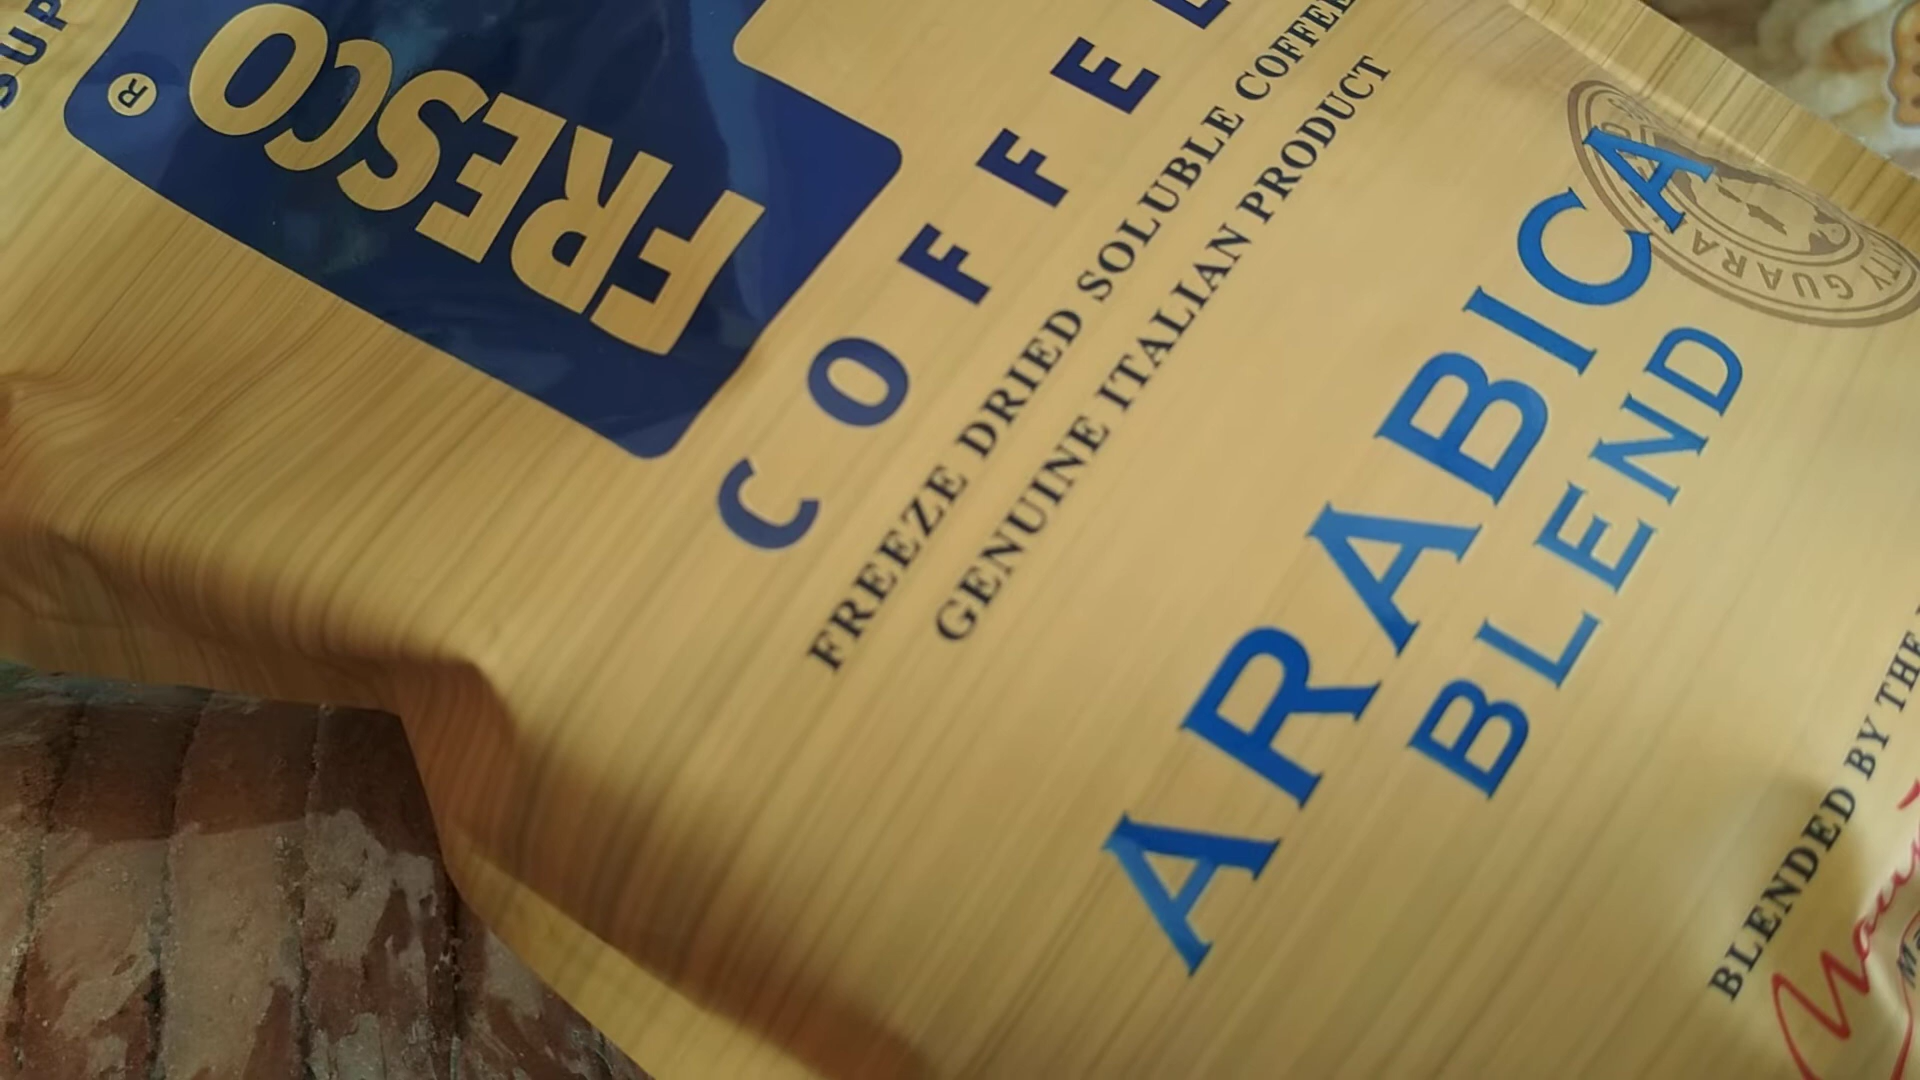 FRESCO
®
COFFEE
FREEZE DRIED SOLUBLE COFFEE
GENUINE ITALIAN PRODUCT
ARABICA
BLEND
BLENDED BY THE